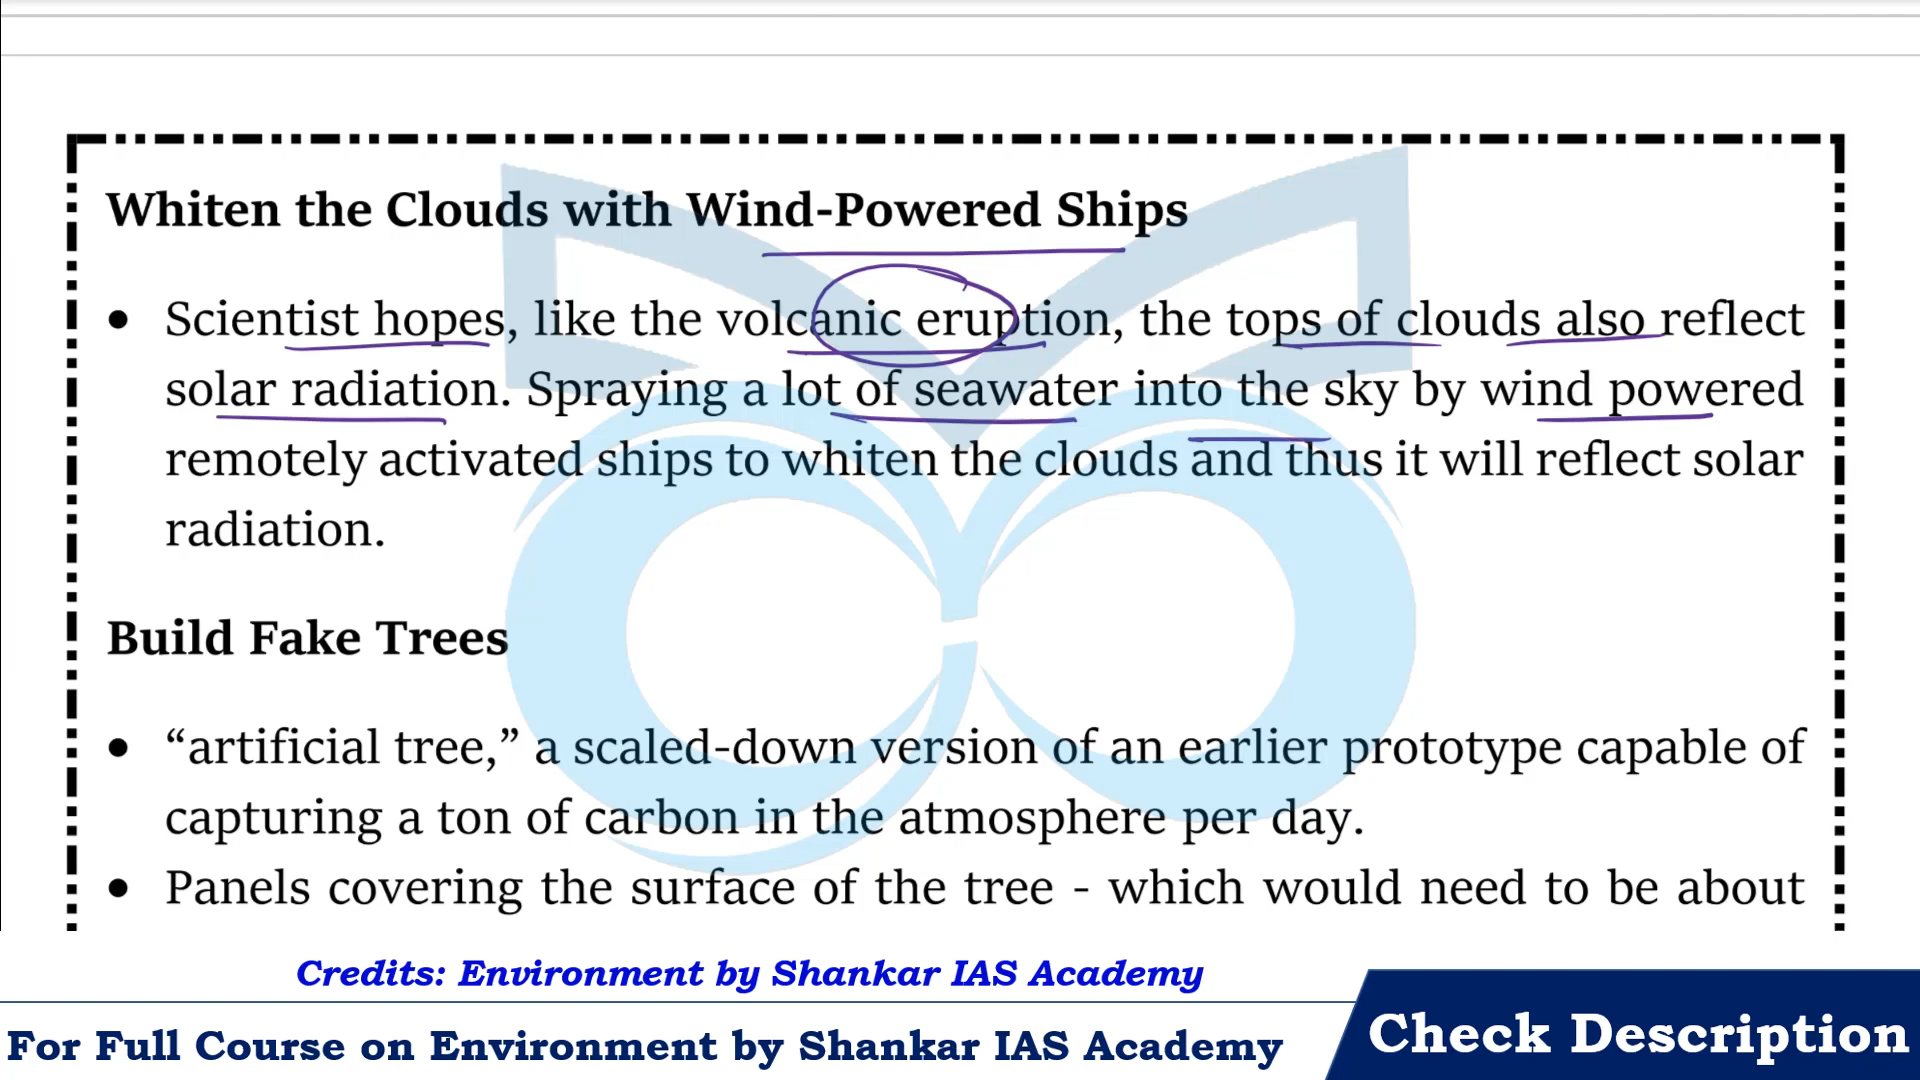 Whiten the Clouds with Wind-Powered Ships
• Scientist hopes, like the volcanic eruption, the tops of clouds also reflect
solar radiation. Spraying a lot of seawater into the sky by wind powered
remotely activated ships to whiten the clouds and thus it will reflect solar
radiation.
Build Fake Trees
• “artificial tree,” a scaled-down version of an earlier prototype capable of
capturing a ton of carbon in the atmosphere per day.
• Panels covering the surface of the tree - which would need to be about
Credits: Environment by Shankar IAS Academy
For Full Course on Environment by Shankar IAS Academy
Check Description